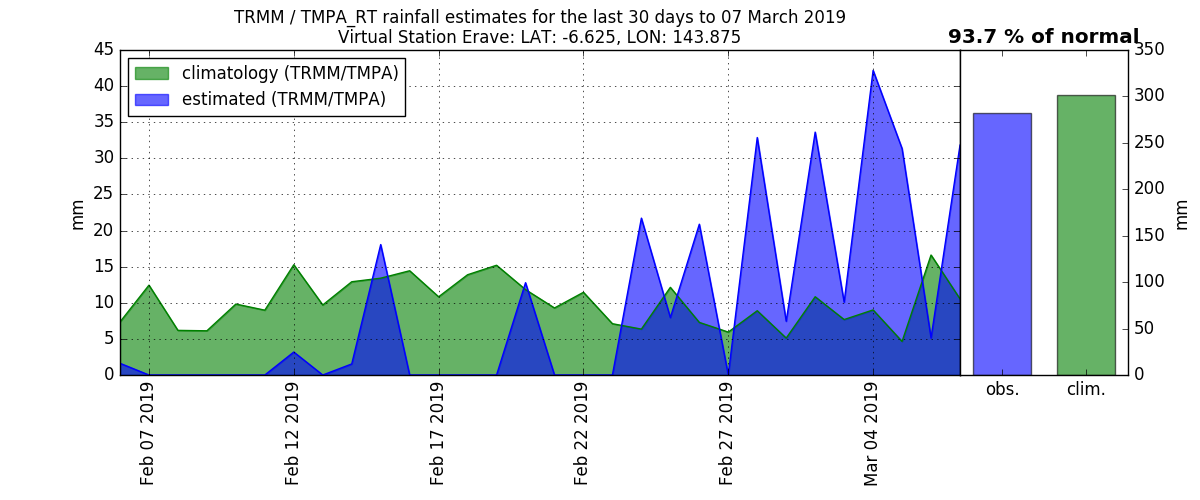 TRMM / TMPA_RT rainfall estimates for the last 30 days to 07 March 2019
Virtual Station Erave: LAT: -6.625, LON: 143.875
93.7 % of normal
climatology (TRMM/TMPA)
estimated (TRMM/TMPA)
45
40
35
30
25
20
15
10
5
0
mm
Feb 07 2019
Feb 12 2019
Feb 17 2019
Feb 22 2019
Feb 27 2019
Mar 04 2019
obs.
clim.
350
300
250
200
150
100
50
0
mm